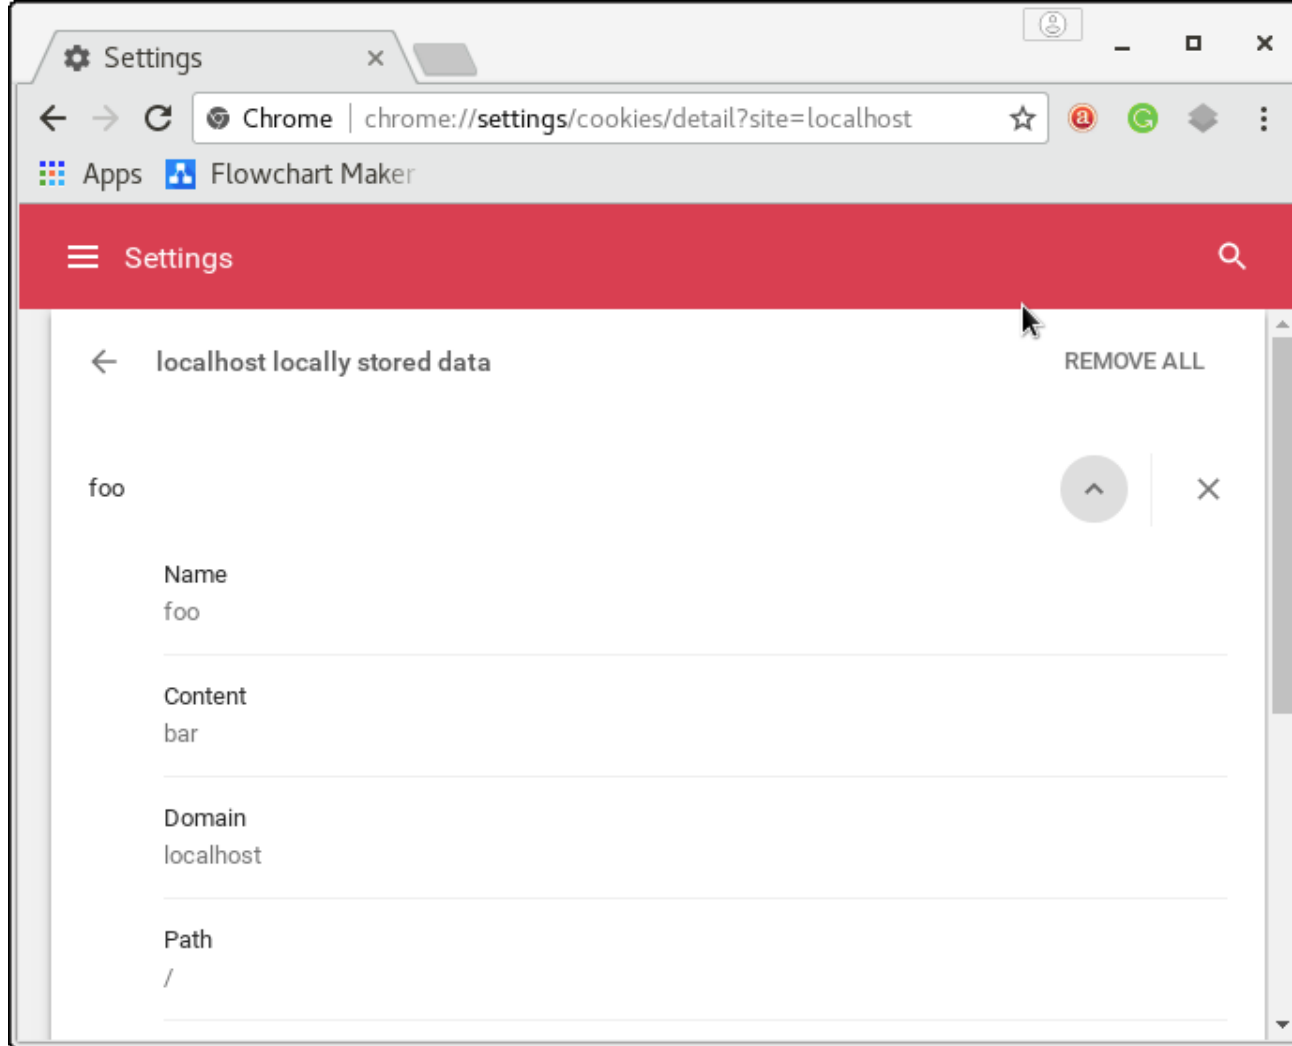 Settings
Chrome | chrome://settings/cookies/detail?site=localhost
Apps Flowchart Maker
Settings
localhost locally stored data REMOVE ALL
foo
Name
foo
Content
bar
Domain
localhost
Path
/